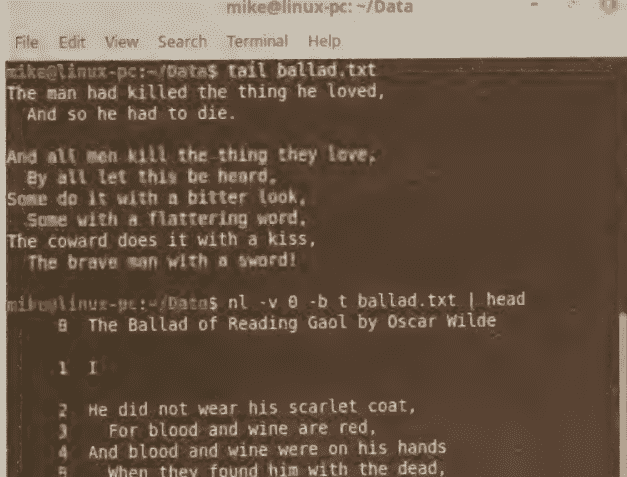 mike@linux-pc: ~/Data
File Edit View Search Terminal Help
mike@linux-pc:~/Data$ tail ballad.txt
The man had killed the thing he loved,
And so he had to die.
And all men kill the thing they love,
By all let this be heard,
Some do it with a bitter look,
Some with a flattering word,
The coward does it with a kiss,
The brave man with a sword!
mike@linux-pc:~/Data$ nl -v 0 -b t ballad.txt | head
0 The Ballad of Reading Gaol by Oscar Wilde
1 I
2 He did not wear his scarlet coat,
3 For blood and wine are red,
4 And blood and wine were on his hands
5 When they found him with the dead,